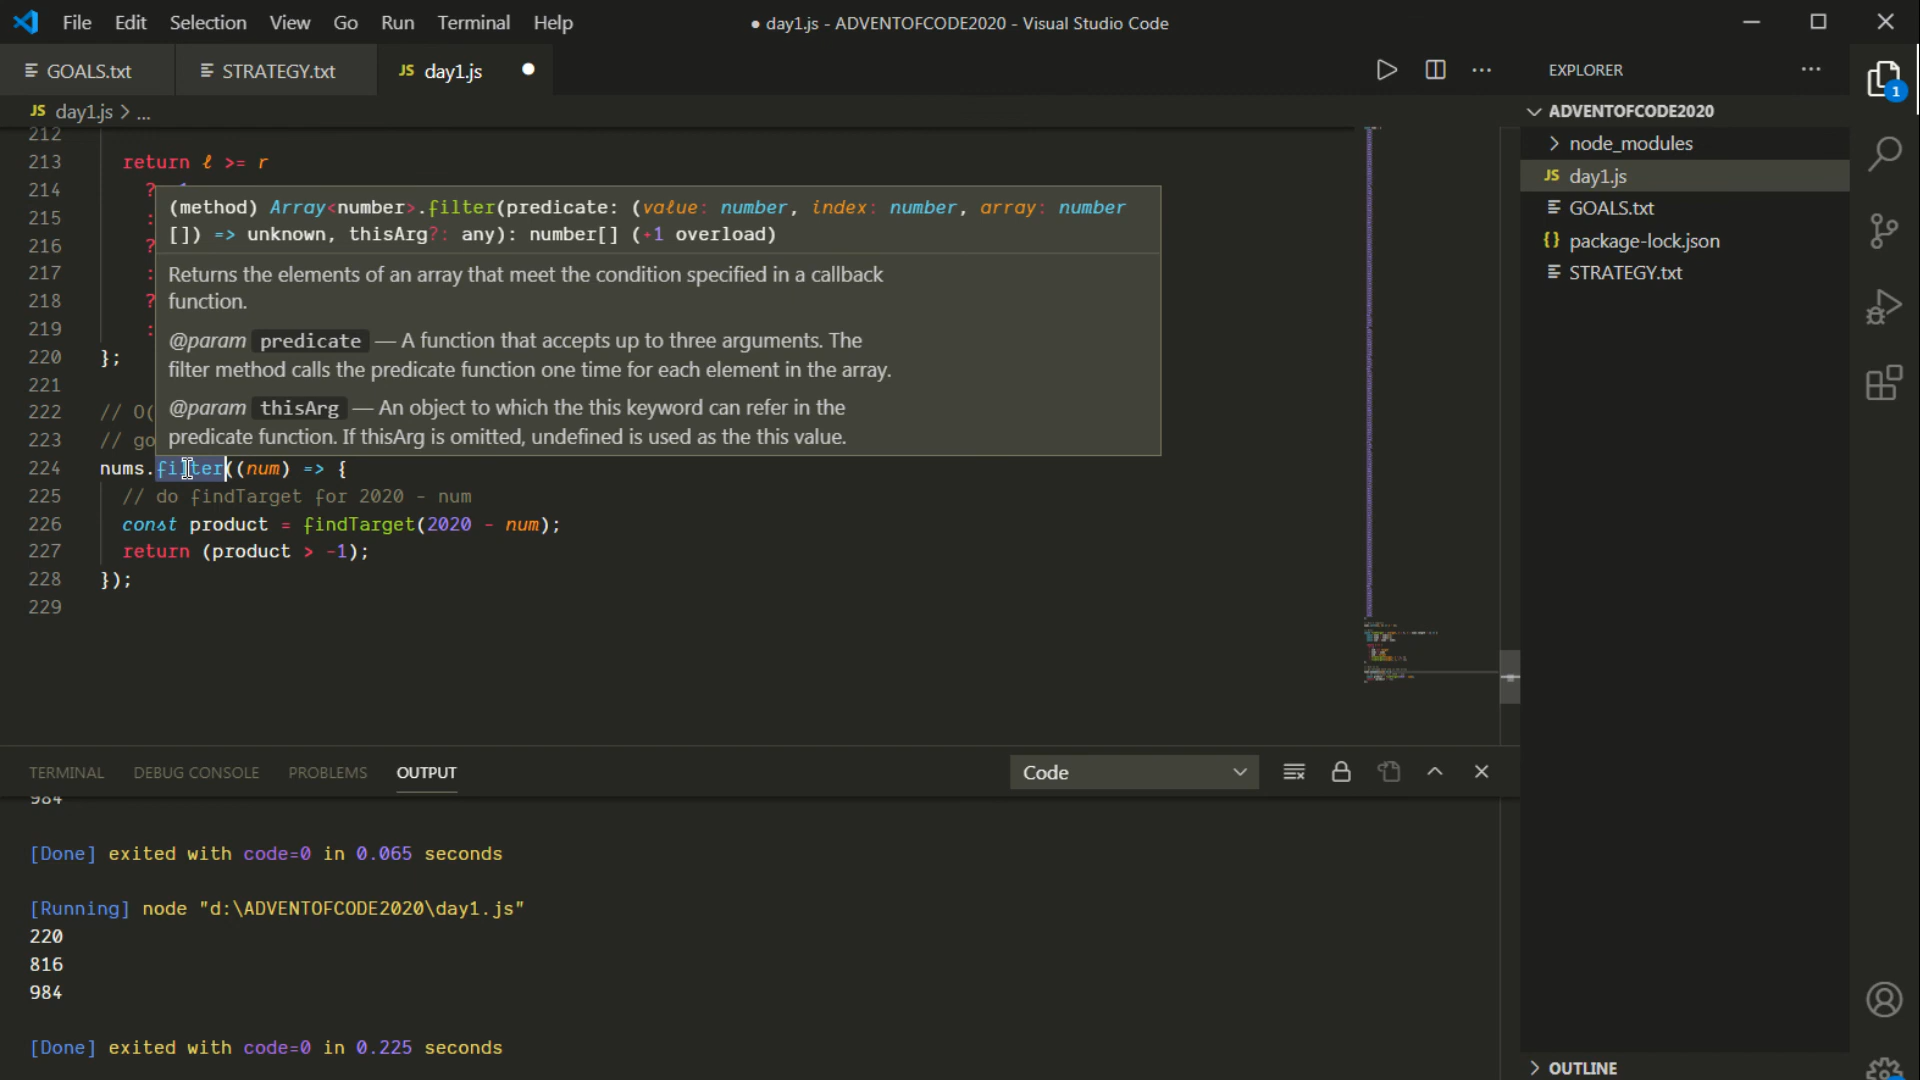 File Edit Selection View Go Run Terminal Help
● day1.js - ADVENTOFCODE2020 - Visual Studio Code
GOALS.txt
STRATEGY.txt
JS day1.js
JS day1.js > ...
212
213 return l >= r
214 ?
215 :
216 ?
217 :
218 ?
219 :
220 };
221
222 // O(
223 // go
224 nums.filter((num) => {
225 // do findTarget for 2020 - num
226 const product = findTarget(2020 - num);
227 return (product > -1);
228 });
229
(method) Array<number>.filter(predicate: (value: number, index: number, array: number
[]) => unknown, thisArg?: any): number[] (+1 overload)
Returns the elements of an array that meet the condition specified in a callback
function.
@param predicate — A function that accepts up to three arguments. The
filter method calls the predicate function one time for each element in the array.
@param thisArg — An object to which the this keyword can refer in the
predicate function. If thisArg is omitted, undefined is used as the this value.
EXPLORER
ADVENTOFCODE2020
node_modules
JS day1.js
GOALS.txt
{} package-lock.json
STRATEGY.txt
OUTLINE
1
TERMINAL DEBUG CONSOLE PROBLEMS OUTPUT
Code
984
[Done] exited with code=0 in 0.065 seconds
[Running] node "d:\ADVENTOFCODE2020\day1.js"
220
816
984
[Done] exited with code=0 in 0.225 seconds